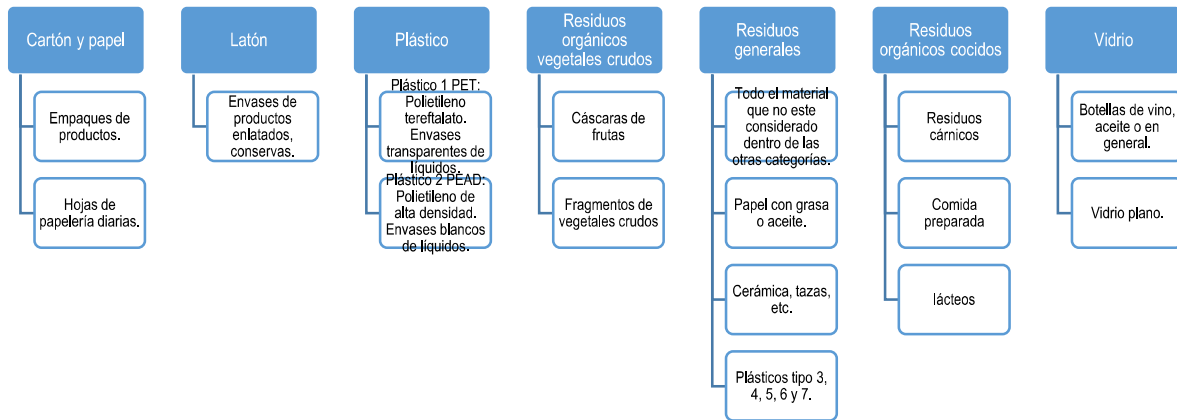 Cartón y papel
Empaques de
productos.
Hojas de
papelería diarias.
Latón
Envases de
productos
enlatados,
conservas.
Plástico
Plástico 1 PET:
Polietileno
tereftalato.
Envases
transparentes de
líquidos.
Plástico 2 PEAD:
Polietileno de
alta densidad.
Envases blancos
de líquidos.
Residuos
orgánicos
vegetales crudos
Cáscaras de
frutas
Fragmentos de
vegetales crudos
Residuos
generales
Todo el material
que no este
considerado
dentro de las
otras categorías.
Papel con grasa
o aceite.
Cerámica, tazas,
etc.
Plásticos tipo 3,
4, 5, 6 y 7.
Residuos
orgánicos cocidos
Residuos
cárnicos
Comida
preparada
lácteos
Vidrio
Botellas de vino,
aceite o en
general.
Vidrio plano.